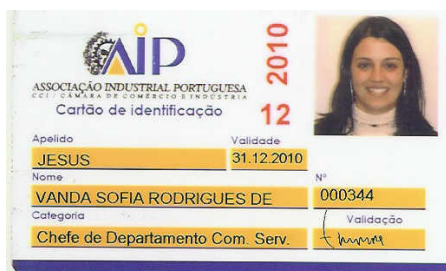 AIP
ASSOCIAÇÃO INDUSTRIAL PORTUGUESA
CCI / CÂMARA DE COMÉRCIO E INDÚSTRIA
Cartão de identificação
12 2010
Apelido
Validade
JESUS
31.12.2010
Nome
Nº
VANDA SOFIA RODRIGUES DE
000344
Categoria
Validação
Chefe de Departamento Com. Serv.